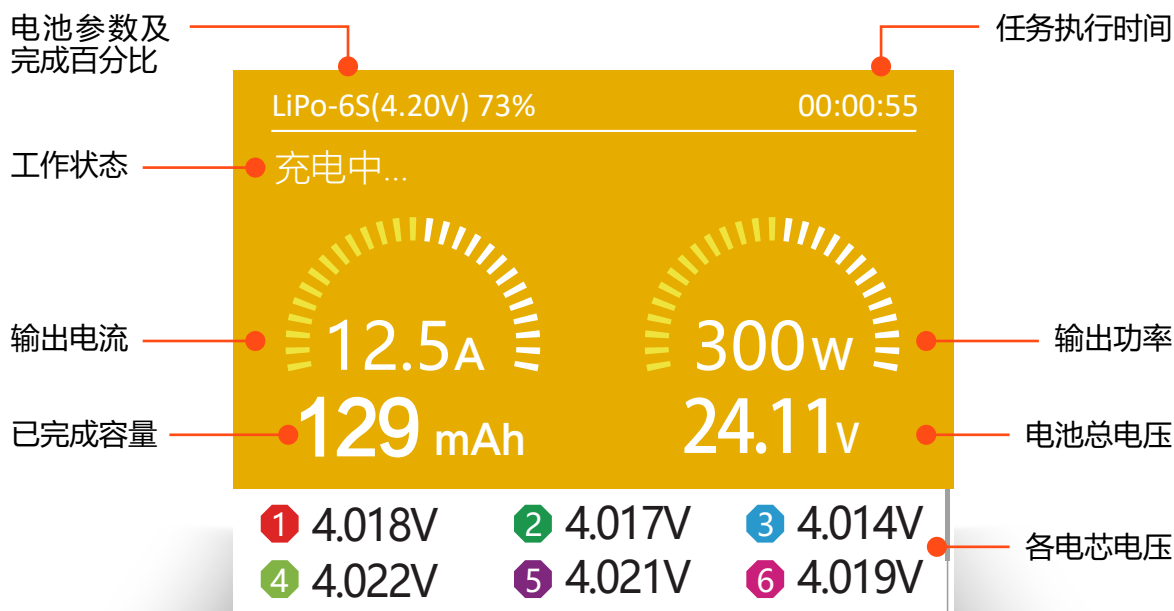 电池参数及
完成百分比
任务执行时间
LiPo-6S(4.20V) 73%
00:00:55
工作状态
充电中...
输出电流
12.5A
300W
输出功率
已完成容量
129 mAh
24.11V
电池总电压
1 4.018V
2 4.017V
3 4.014V
各电芯电压
4 4.022V
5 4.021V
6 4.019V